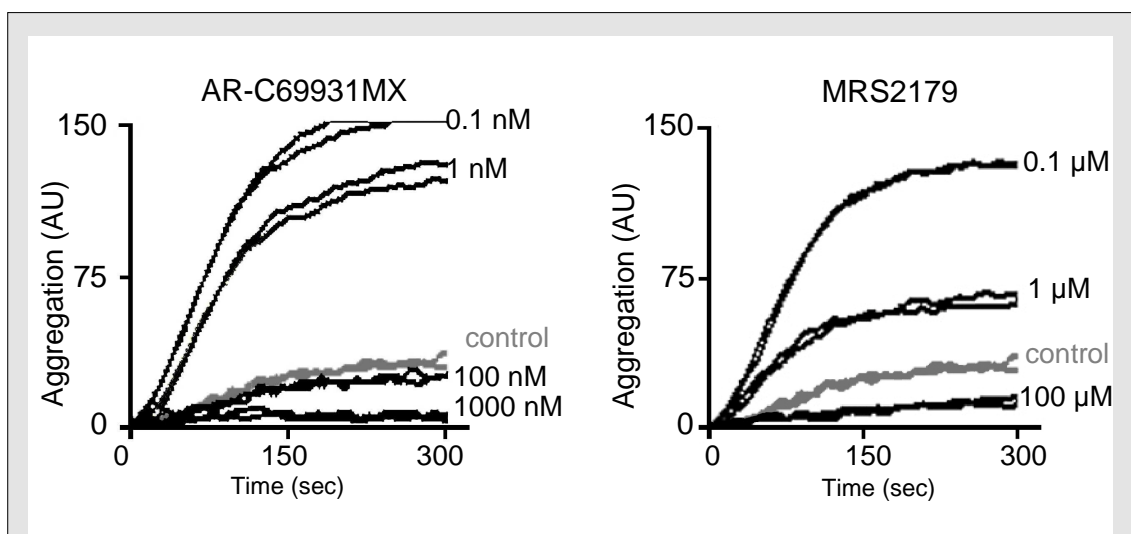 AR-C69931MX
150
75
0
Aggregation (AU)
0.1 nM
1 nM
control
100 nM
1000 nM
0
150
300
Time (sec)
MRS2179
150
75
0
Aggregation (AU)
0.1 µM
1 µM
control
100 µM
0
150
300
Time (sec)